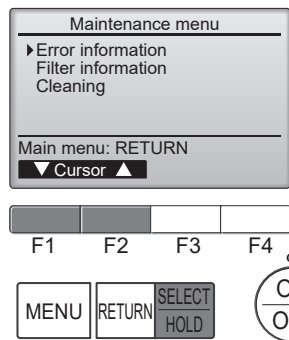 Maintenance menu
▶Error information
Filter information
Cleaning
Main menu: RETURN
▼ Cursor ▲
F1 F2 F3 F4
MENU RETURN SELECT
HOLD